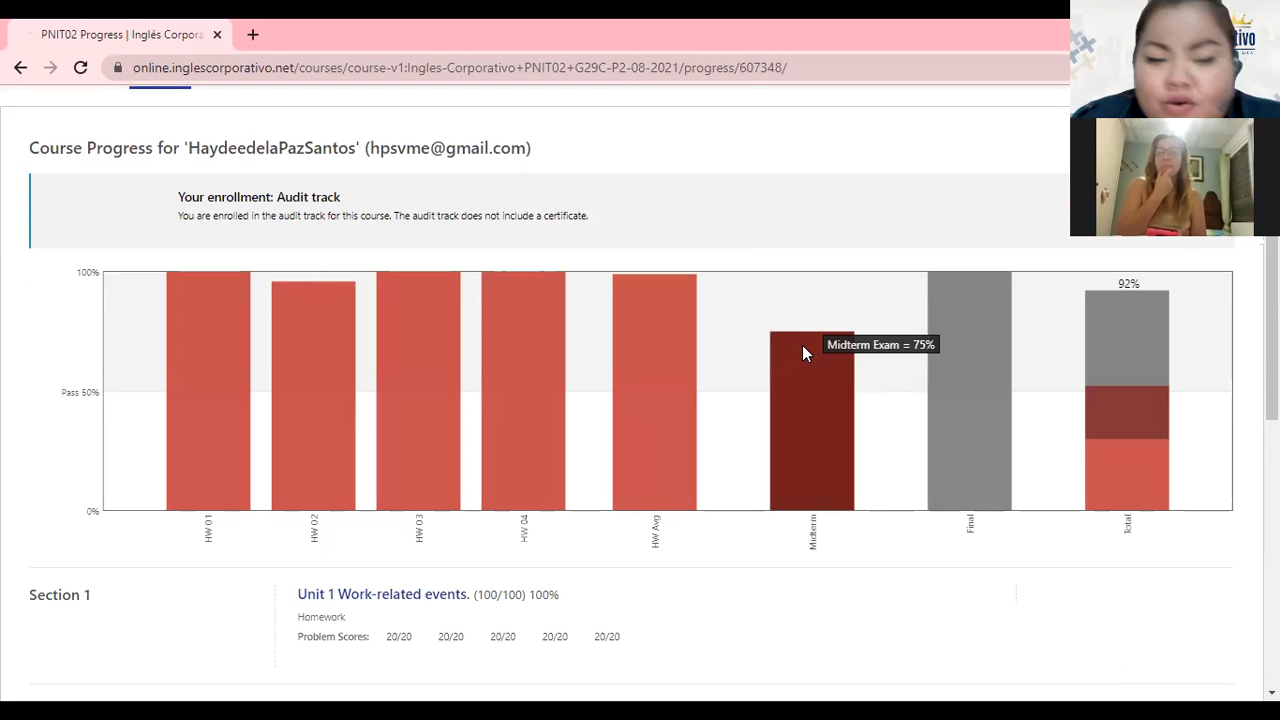 PNIT02 Progress | Inglés Corpora
online.inglescorporativo.net/courses/course-v1:Ingles-Corporativo+PNIT02+G29C-P2-08-2021/progress/607348/
tivo
Course Progress for 'HaydeedelaPazSantos' (hpsvme@gmail.com)
Your enrollment: Audit track
You are enrolled in the audit track for this course. The audit track does not include a certificate.
100%
92%
Midterm Exam = 75%
Pass 50%
0%
HW 01
HW 02
HW 03
HW 04
HW Avg
Midterm
Final
Total
Section 1
Unit 1 Work-related events. (100/100) 100%
Homework
Problem Scores: 20/20 20/20 20/20 20/20 20/20